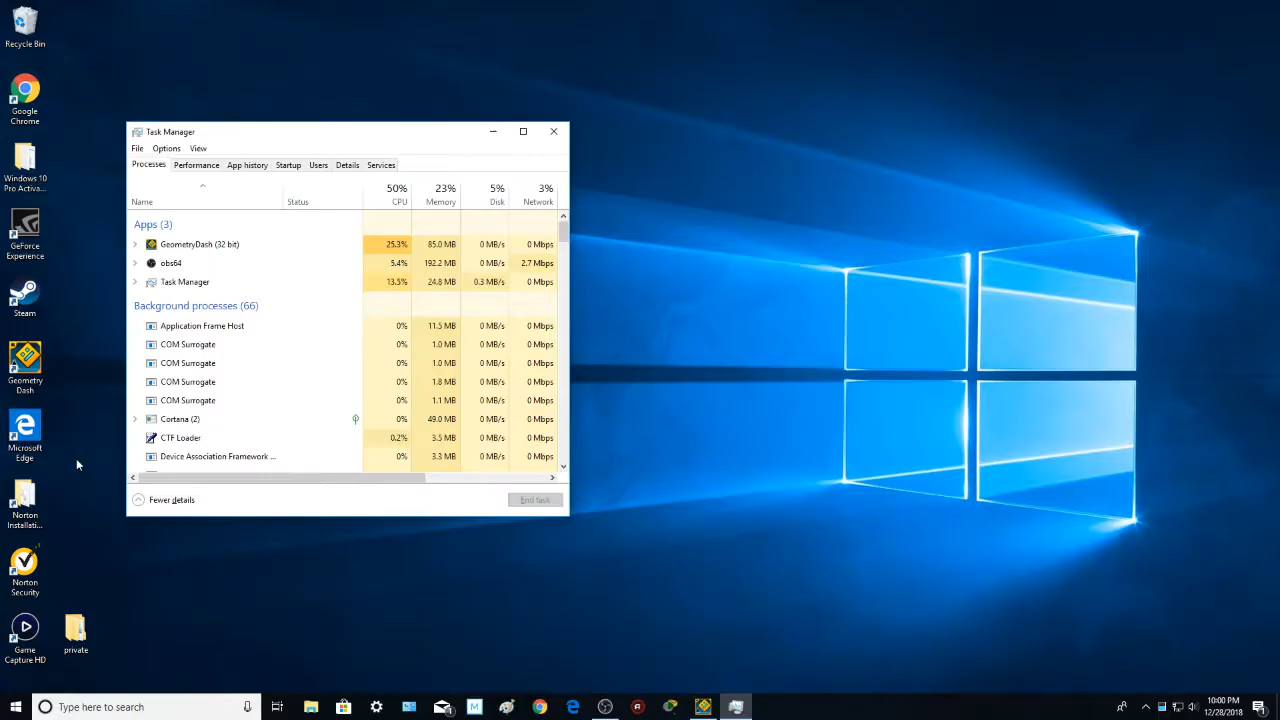 Recycle Bin
Google
Chrome
Windows 10
Pro Activa...
GeForce
Experience
Steam
Geometry
Dash
Microsoft
Edge
Norton
Installati...
Norton
Security
Game
Capture HD
private
Task Manager
File Options View
Processes Performance App history Startup Users Details Services
50% 23% 5% 3%
Name Status CPU Memory Disk Network
Apps (3)
GeometryDash (32 bit) 25.3% 85.0 MB 0 MB/s 0 Mbps
obs64 5.4% 192.2 MB 0 MB/s 2.7 Mbps
Task Manager 13.5% 24.8 MB 0.3 MB/s 0 Mbps
Background processes (66)
Application Frame Host 0% 11.5 MB 0 MB/s 0 Mbps
COM Surrogate 0% 1.0 MB 0 MB/s 0 Mbps
COM Surrogate 0% 1.0 MB 0 MB/s 0 Mbps
COM Surrogate 0% 1.8 MB 0 MB/s 0 Mbps
COM Surrogate 0% 1.1 MB 0 MB/s 0 Mbps
Cortana (2) 0% 49.0 MB 0 MB/s 0 Mbps
CTF Loader 0.2% 3.5 MB 0 MB/s 0 Mbps
Device Association Framework ... 0% 3.3 MB 0 MB/s 0 Mbps
Fewer details End task
Type here to search
10:00 PM
12/28/2018